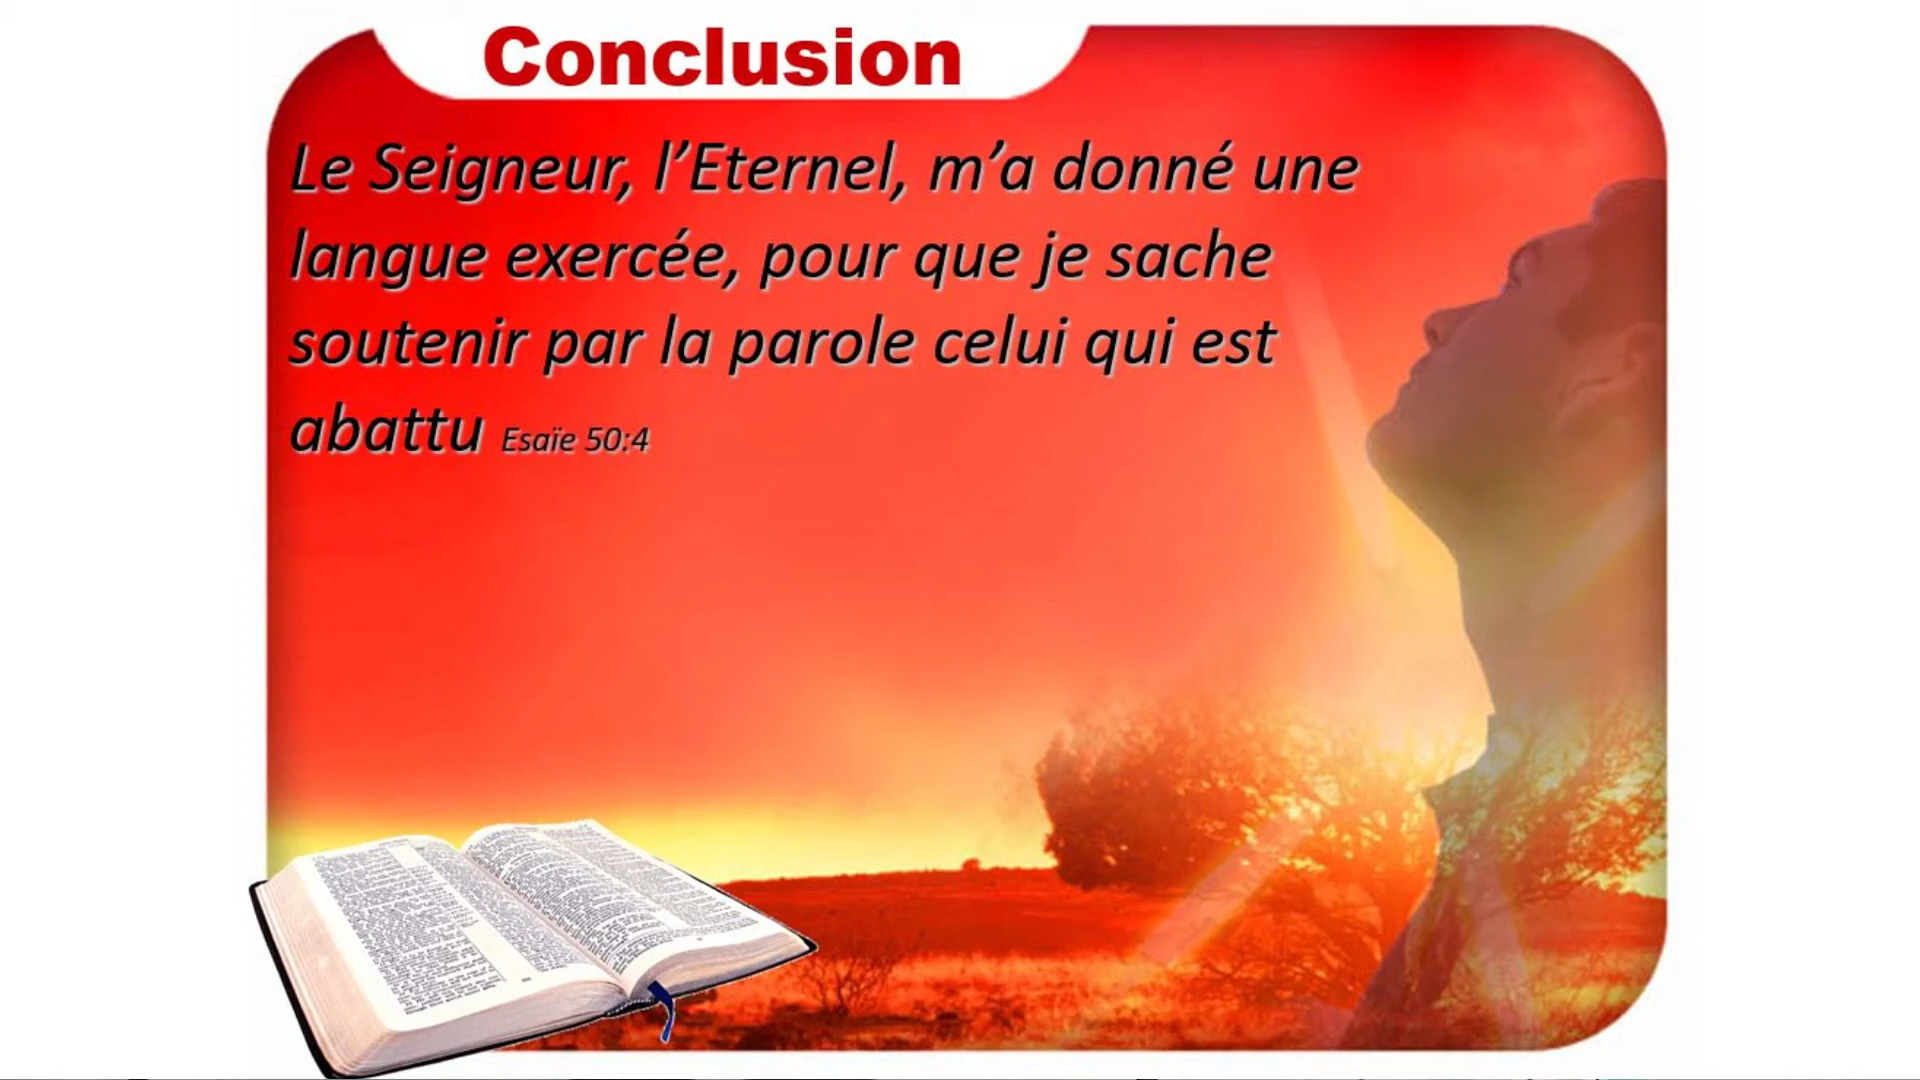 Conclusion
Le Seigneur, l’Eternel, m’a donné une
langue exercée, pour que je sache
soutenir par la parole celui qui est
abattu Esaïe 50:4